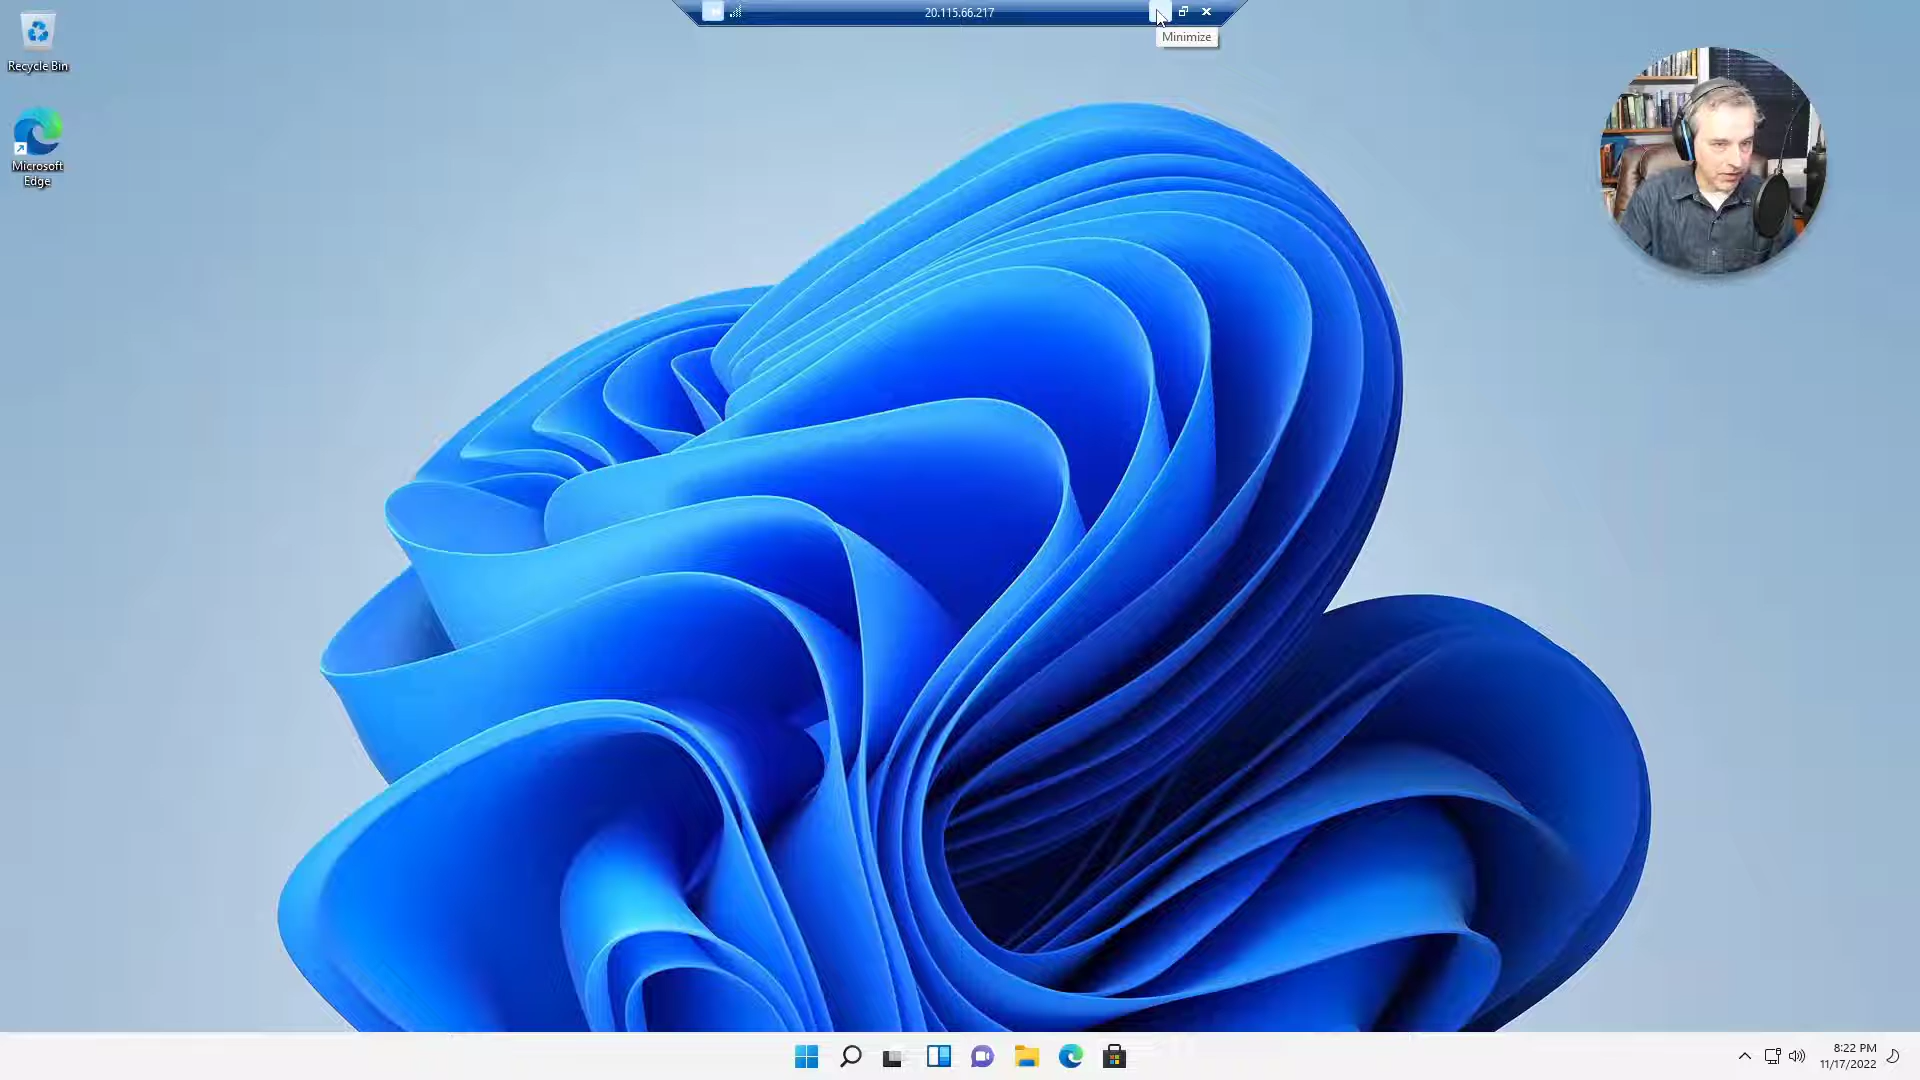 20.115.66.217
Minimize
Recycle Bin
Microsoft
Edge
8:22 PM
11/17/2022